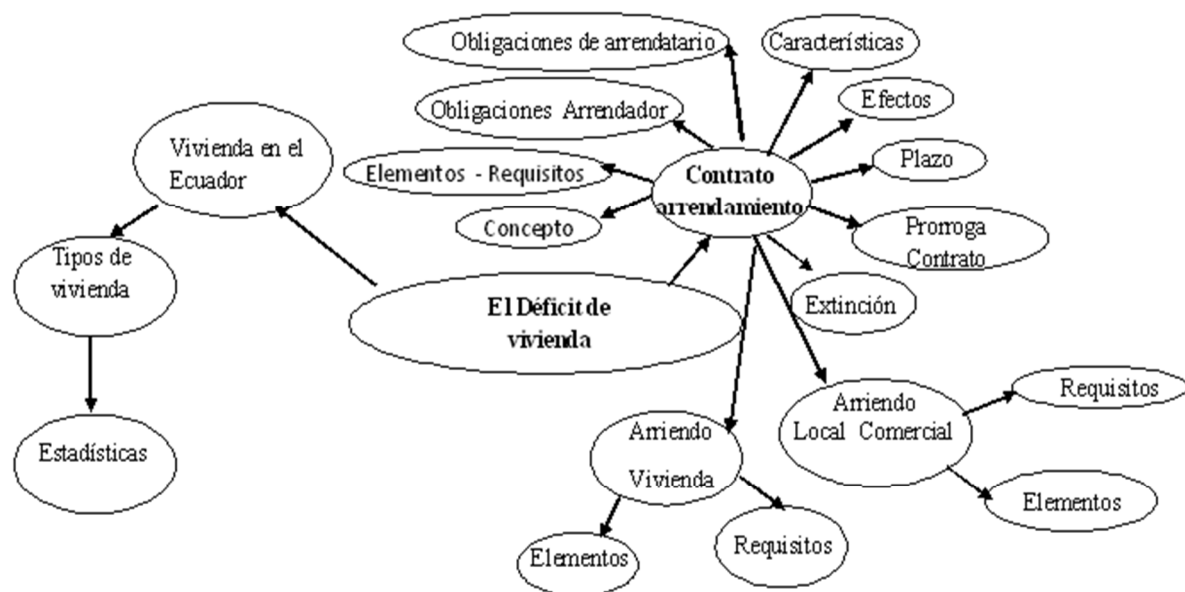 Obligaciones de arrendatario
Características
Obligaciones Arrendador
Efectos
Vivienda en el
Ecuador
Elementos - Requisitos
Contrato
arrendamiento
Plazo
Concepto
Prorroga
Contrato
Tipos de
vivienda
El Déficit de
vivienda
Extinción
Estadísticas
Arriendo
Vivienda
Arriendo
Local Comercial
Requisitos
Elementos
Elementos
Requisitos